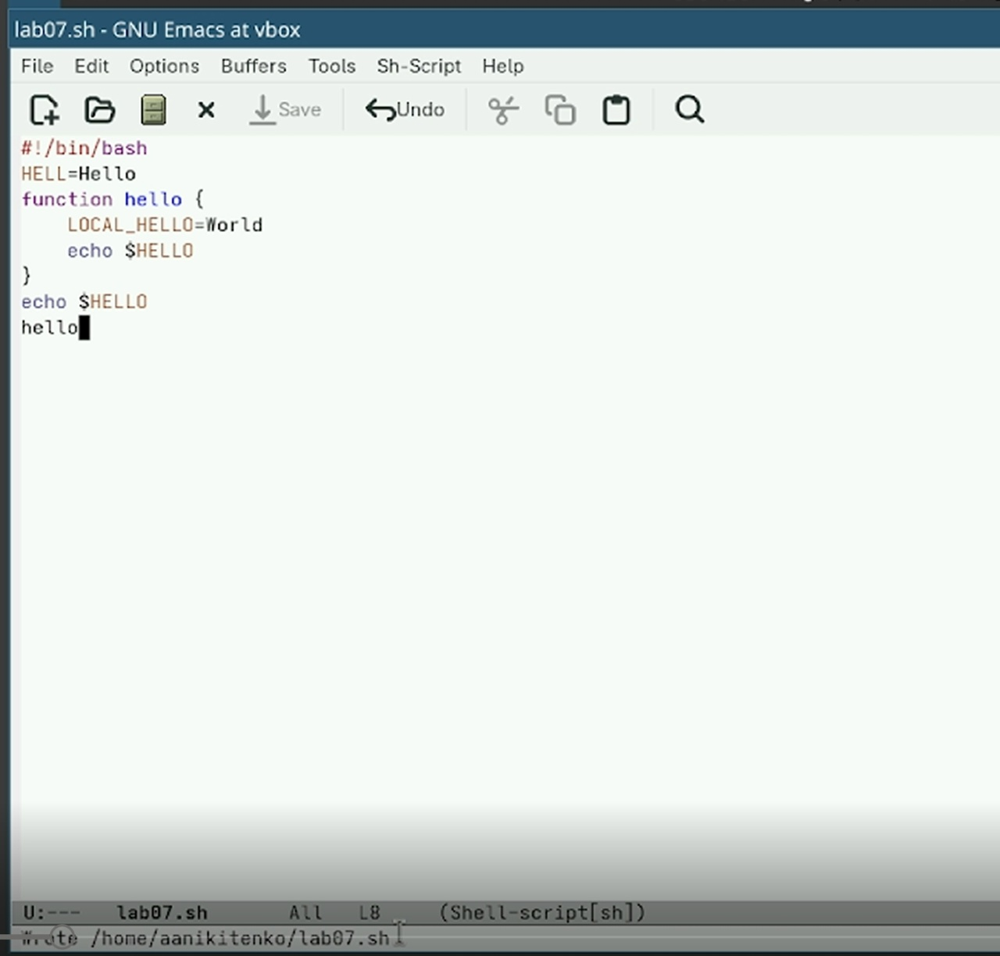 lab07.sh - GNU Emacs at vbox
File Edit Options Buffers Tools Sh-Script Help
Save Undo
#!/bin/bash
HELL=Hello
function hello {
    LOCAL_HELLO=World
    echo $HELLO
}
echo $HELLO
hello
U:--- lab07.sh All L8 (Shell-script[sh])
Wrote /home/aanikitenko/lab07.sh